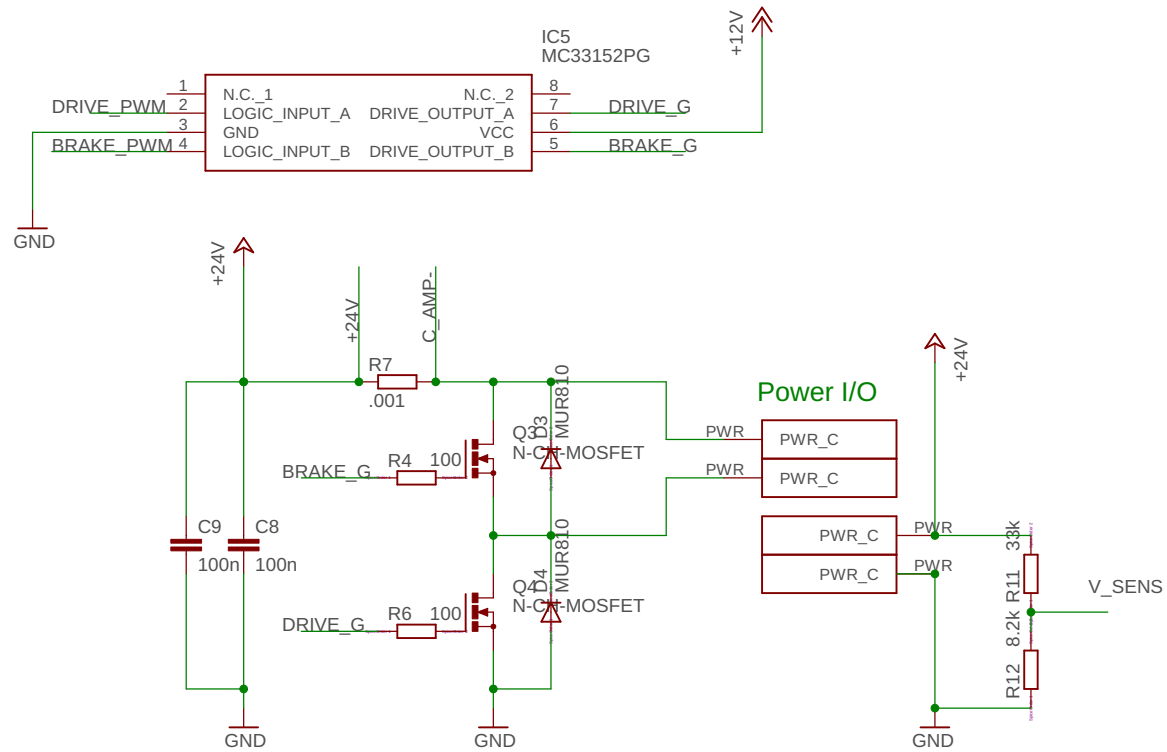 IC5
MC33152PG
+12V
1
N.C._1
N.C._2
8
DRIVE_PWM
2
LOGIC_INPUT_A
DRIVE_OUTPUT_A
7
DRIVE_G
3
GND
VCC
6
BRAKE_PWM
4
LOGIC_INPUT_B
DRIVE_OUTPUT_B
5
BRAKE_G
GND
+24V
+24V
C_AMP-
R7
.001
+24V
Power I/O
PWR
PWR_C
PWR
PWR_C
PWR_C
PWR
PWR_C
PWR
Q3
N-CH-MOSFET
D3
MUR810
BRAKE_G
R4
100
C9
100n
C8
100n
Q4
N-CH-MOSFET
D4
MUR810
DRIVE_G
R6
100
33k
R11
V_SENS
8.2k
R12
GND
GND
GND